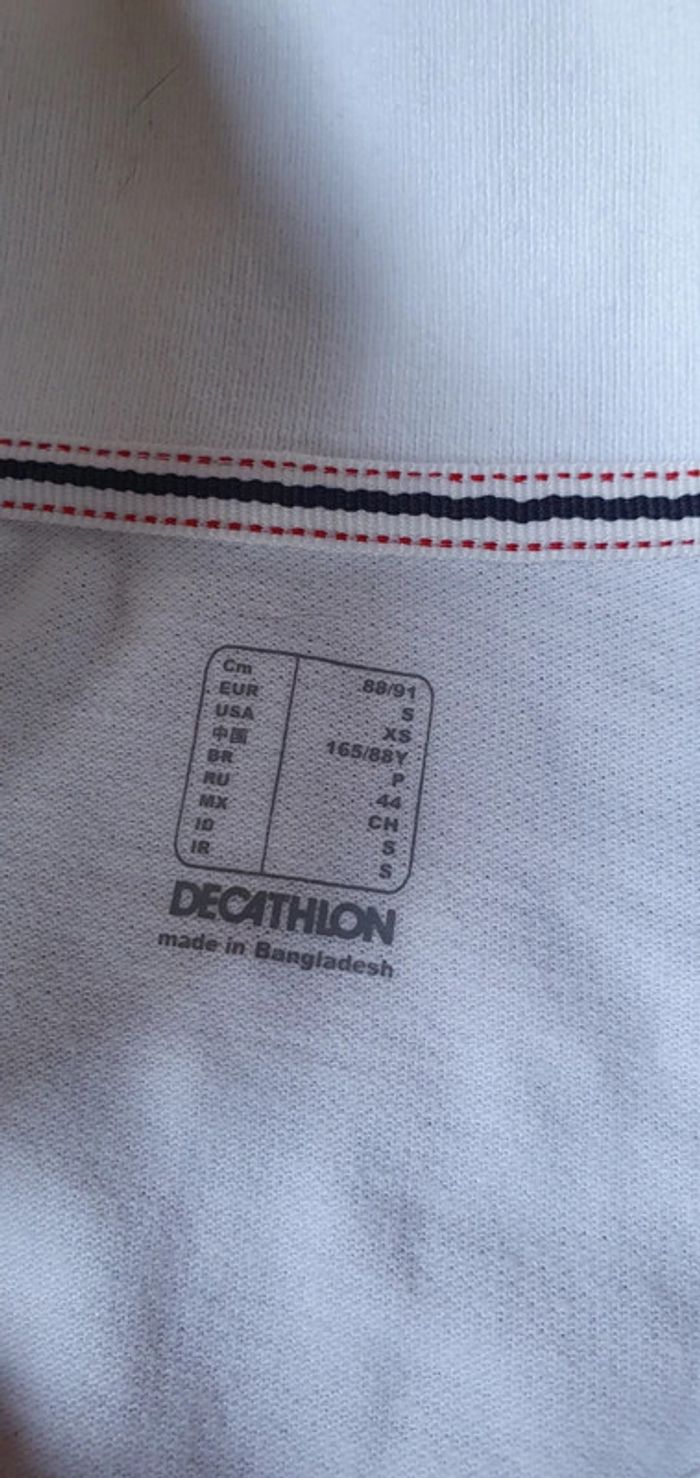 Cm 88/91
EUR S
USA XS
中国 165/88Y
BR P
RU 44
MX CH
ID S
IR S
DECATHLON
made in Bangladesh